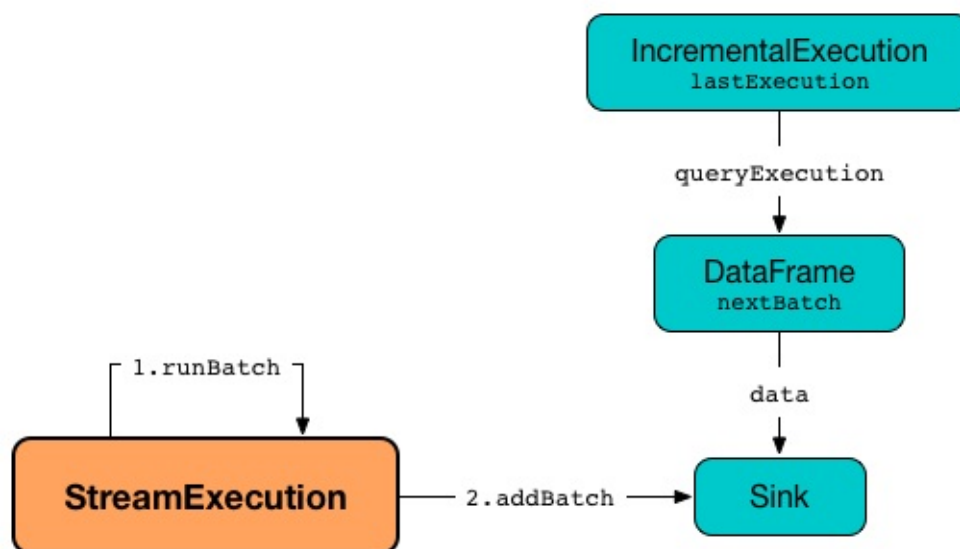 IncrementalExecution
lastExecution
queryExecution
DataFrame
nextBatch
1.runBatch
data
StreamExecution
2.addBatch
Sink